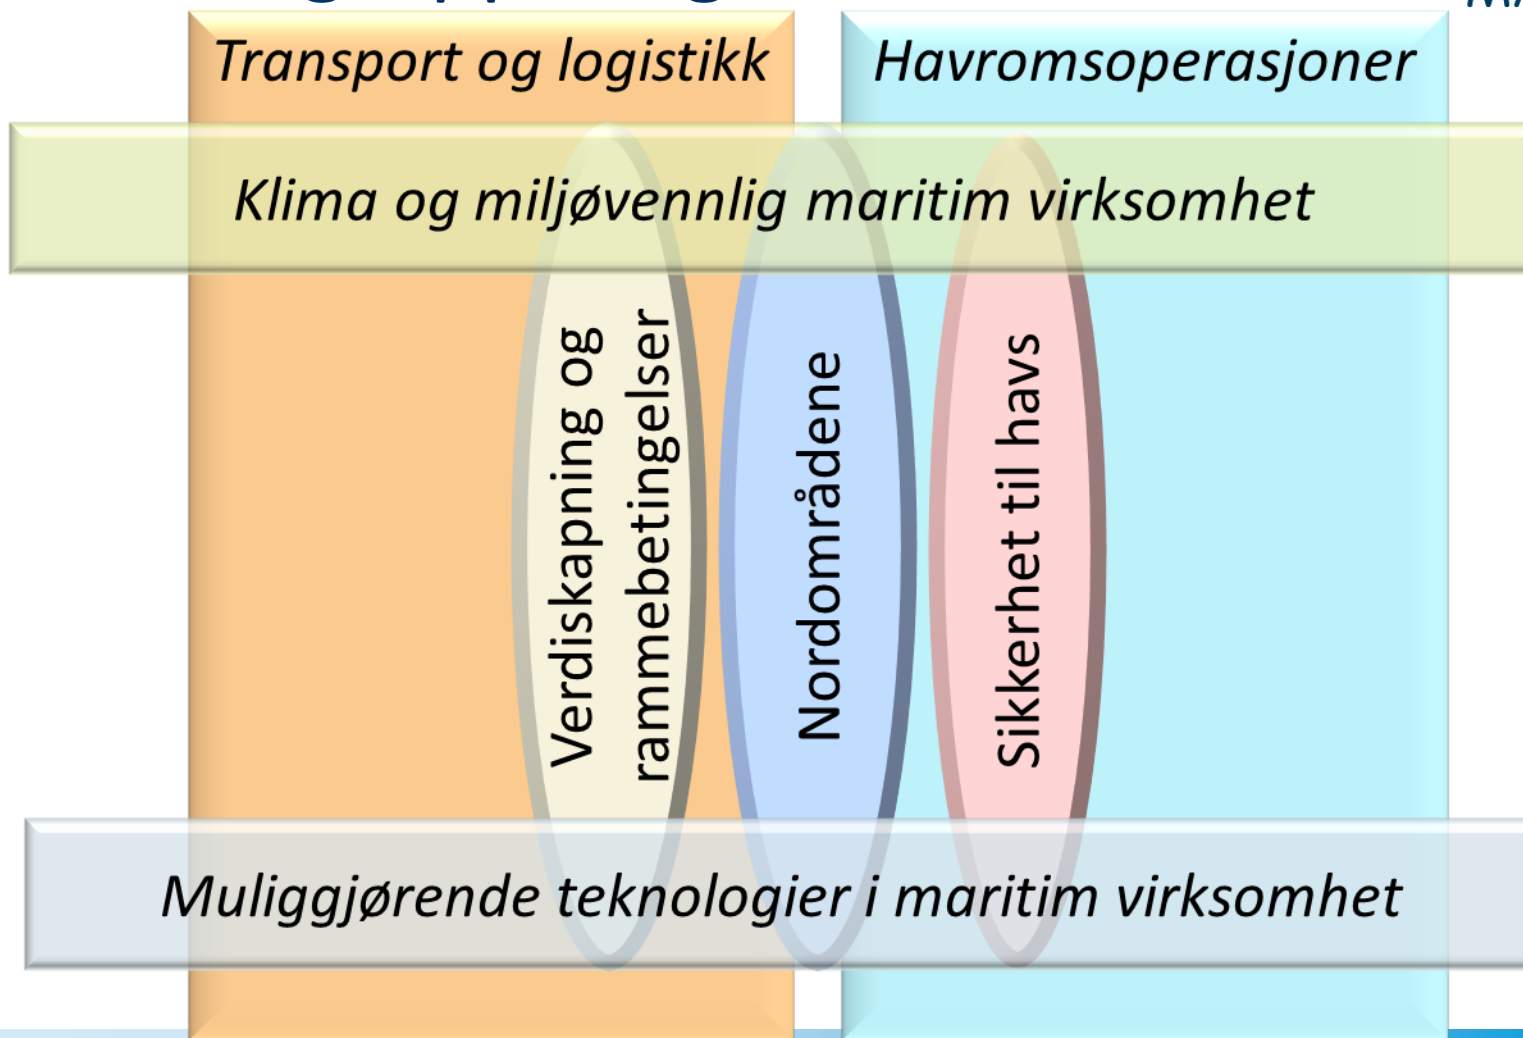 Transport og logistikk
Havromsoperasjoner
Klima og miljøvennlig maritim virksomhet
Verdiskapning og
rammebetingelser
Nordområdene
Sikkerhet til havs
Muliggjørende teknologier i maritim virksomhet